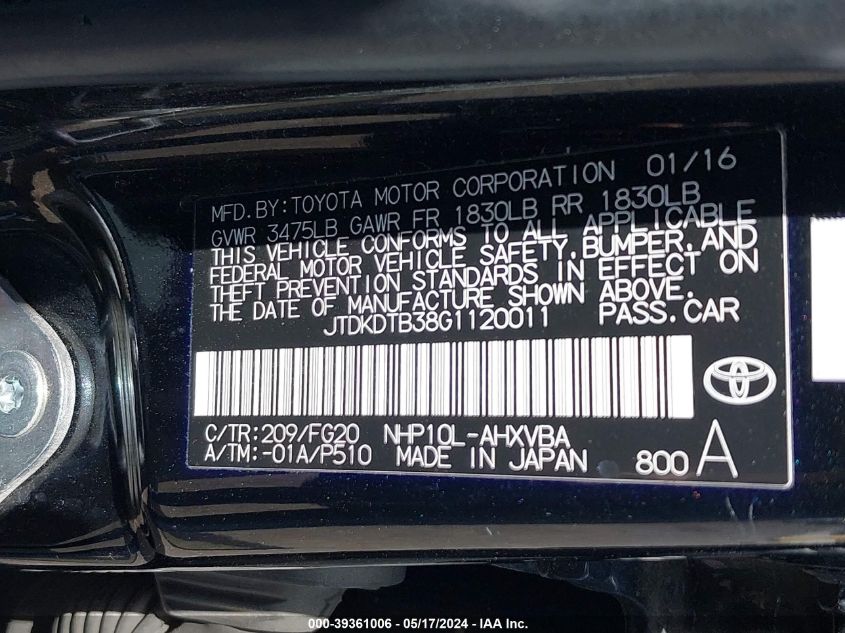 MFD. BY: TOYOTA MOTOR CORPORATION 01/16
GVWR 3475LB GAWR FR 1830LB RR 1830LB
THIS VEHICLE CONFORMS TO ALL APPLICABLE
FEDERAL MOTOR VEHICLE SAFETY, BUMPER, AND
THEFT PREVENTION STANDARDS IN EFFECT ON
THE DATE OF MANUFACTURE SHOWN ABOVE.
JTDKDTB38G1120011 PASS. CAR
C/TR: 209/FG20 NHP10L-AHXVBA
A/TM: -01A/P510 MADE IN JAPAN 800 A
000-39361006 - 05/17/2024 - IAA Inc.